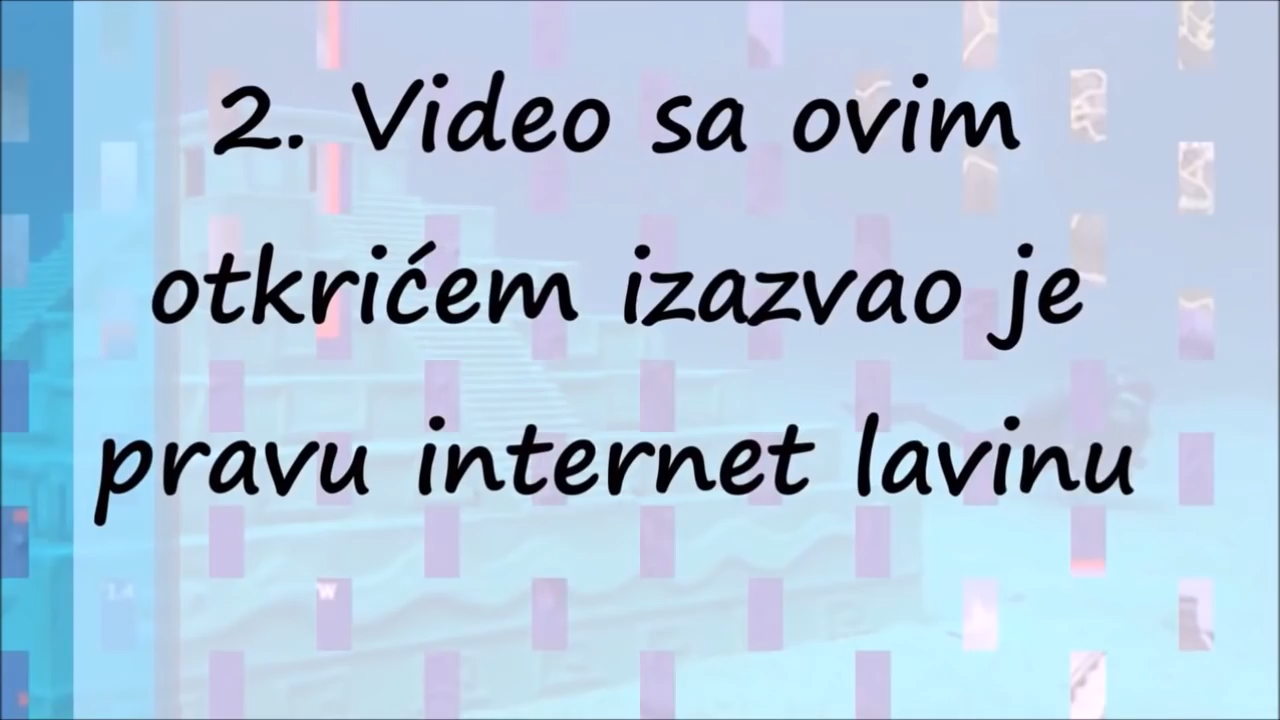 2. Video sa ovim
otkrićem izazvao je
pravu internet lavinu